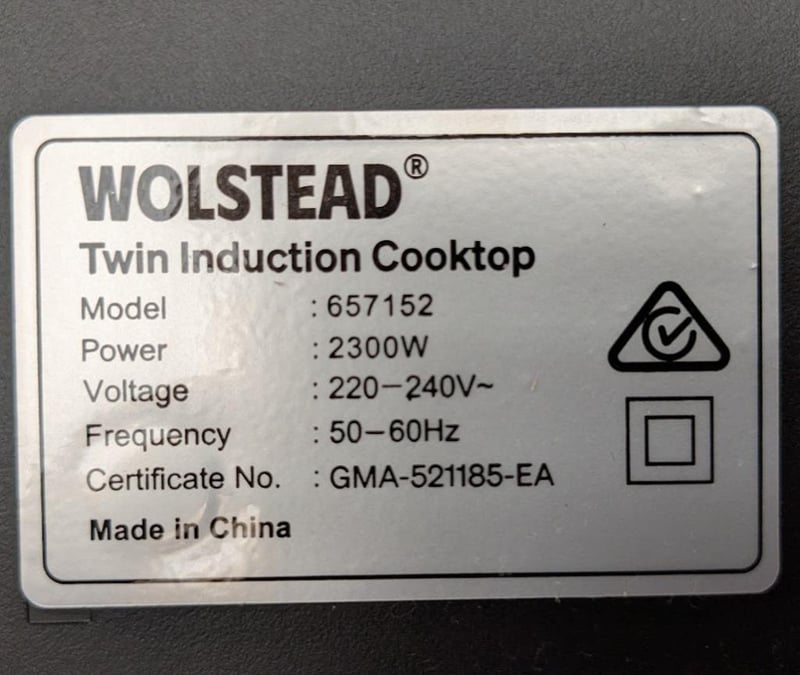 WOLSTEAD®
Twin Induction Cooktop
Model : 657152
Power : 2300W
Voltage : 220-240V~
Frequency : 50-60Hz
Certificate No. : GMA-521185-EA
Made in China